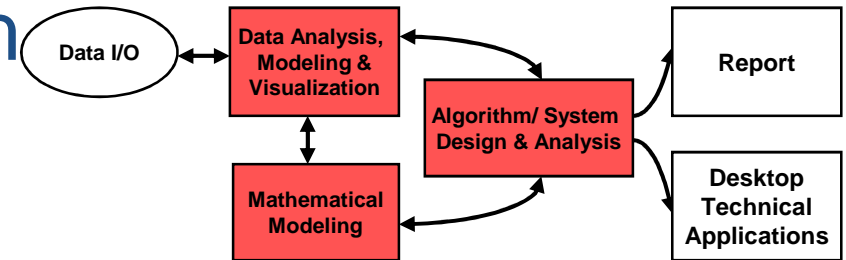 n
Data I/O
Data Analysis,
Modeling &
Visualization
Algorithm/ System
Design & Analysis
Mathematical
Modeling
Report
Desktop
Technical
Applications